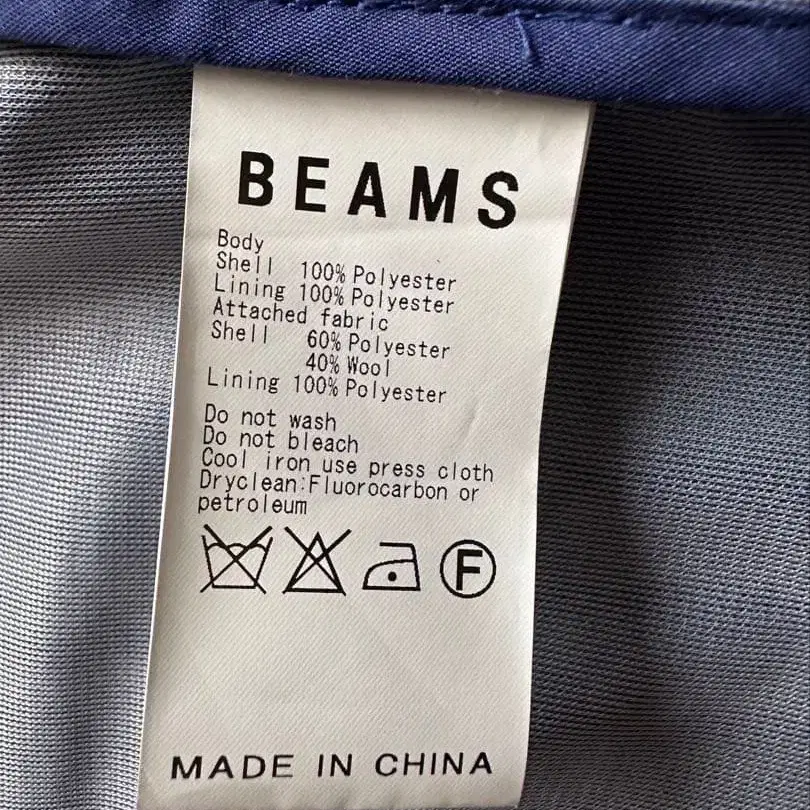 BEAMS
Body
Shell 100% Polyester
Lining 100% Polyester
Attached fabric
Shell 60% Polyester
40% Wool
Lining 100% Polyester
Do not wash
Do not bleach
Cool iron use press cloth
Dryclean:Fluorocarbon or
petroleum
F
MADE IN CHINA